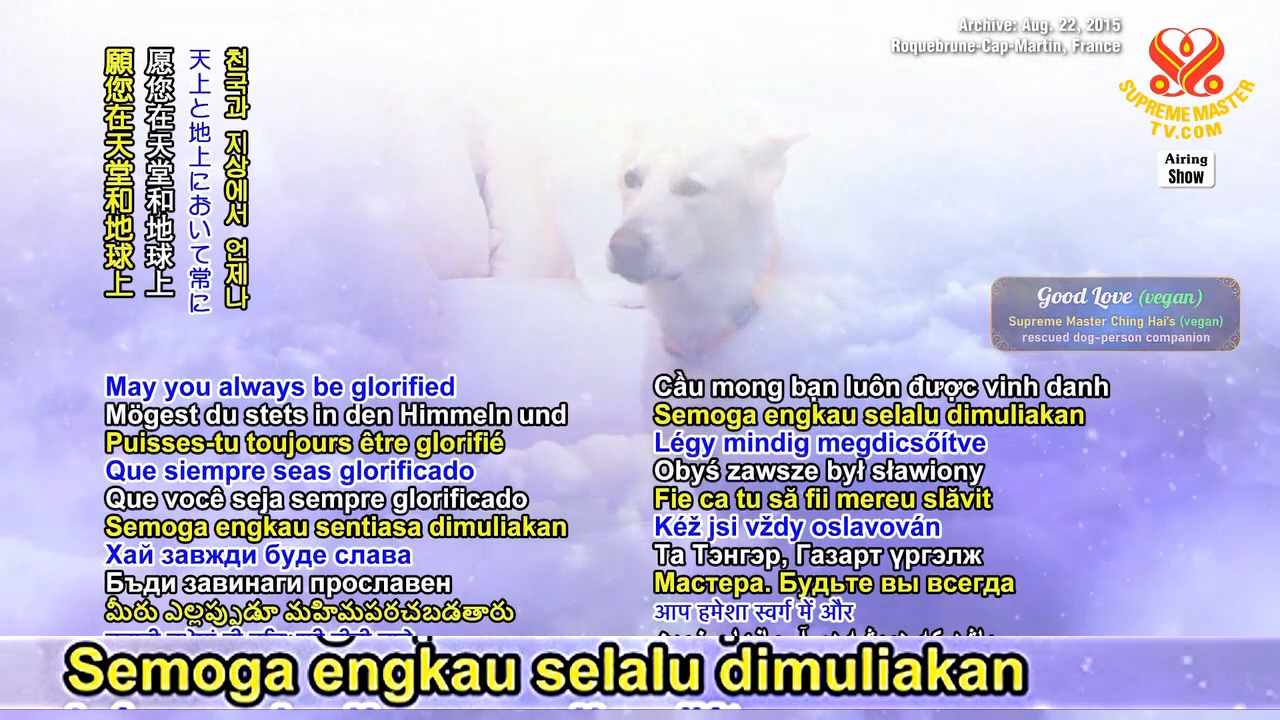 Archive: Aug. 22, 2015
Roquebrune-Cap-Martin, France
SUPREME MASTER
TV.COM
Airing
Show
천국과 지상에서 언제나
天上と地上において常に
愿您在天堂和地球上
願您在天堂和地球上
Good Love (vegan)
Supreme Master Ching Hai's (vegan)
rescued dog-person companion
May you always be glorified
Mögest du stets in den Himmeln und
Puisses-tu toujours être glorifié
Que siempre seas glorificado
Que você seja sempre glorificado
Semoga engkau sentiasa dimuliakan
Хай завжди буде слава
Бъди завинаги прославен
మీరు ఎల్లప్పుడూ మహిమపరచబడతారు
Cầu mong bạn luôn được vinh danh
Semoga engkau selalu dimuliakan
Légy mindig megdicsőítve
Obyś zawsze był sławiony
Fie ca tu să fii mereu slăvit
Kéž jsi vždy oslavován
Та Тэнгэр, Газарт үргэлж
Мастера. Будьте вы всегда
आप हमेशा स्वर्ग में और
Semoga engkau selalu dimuliakan